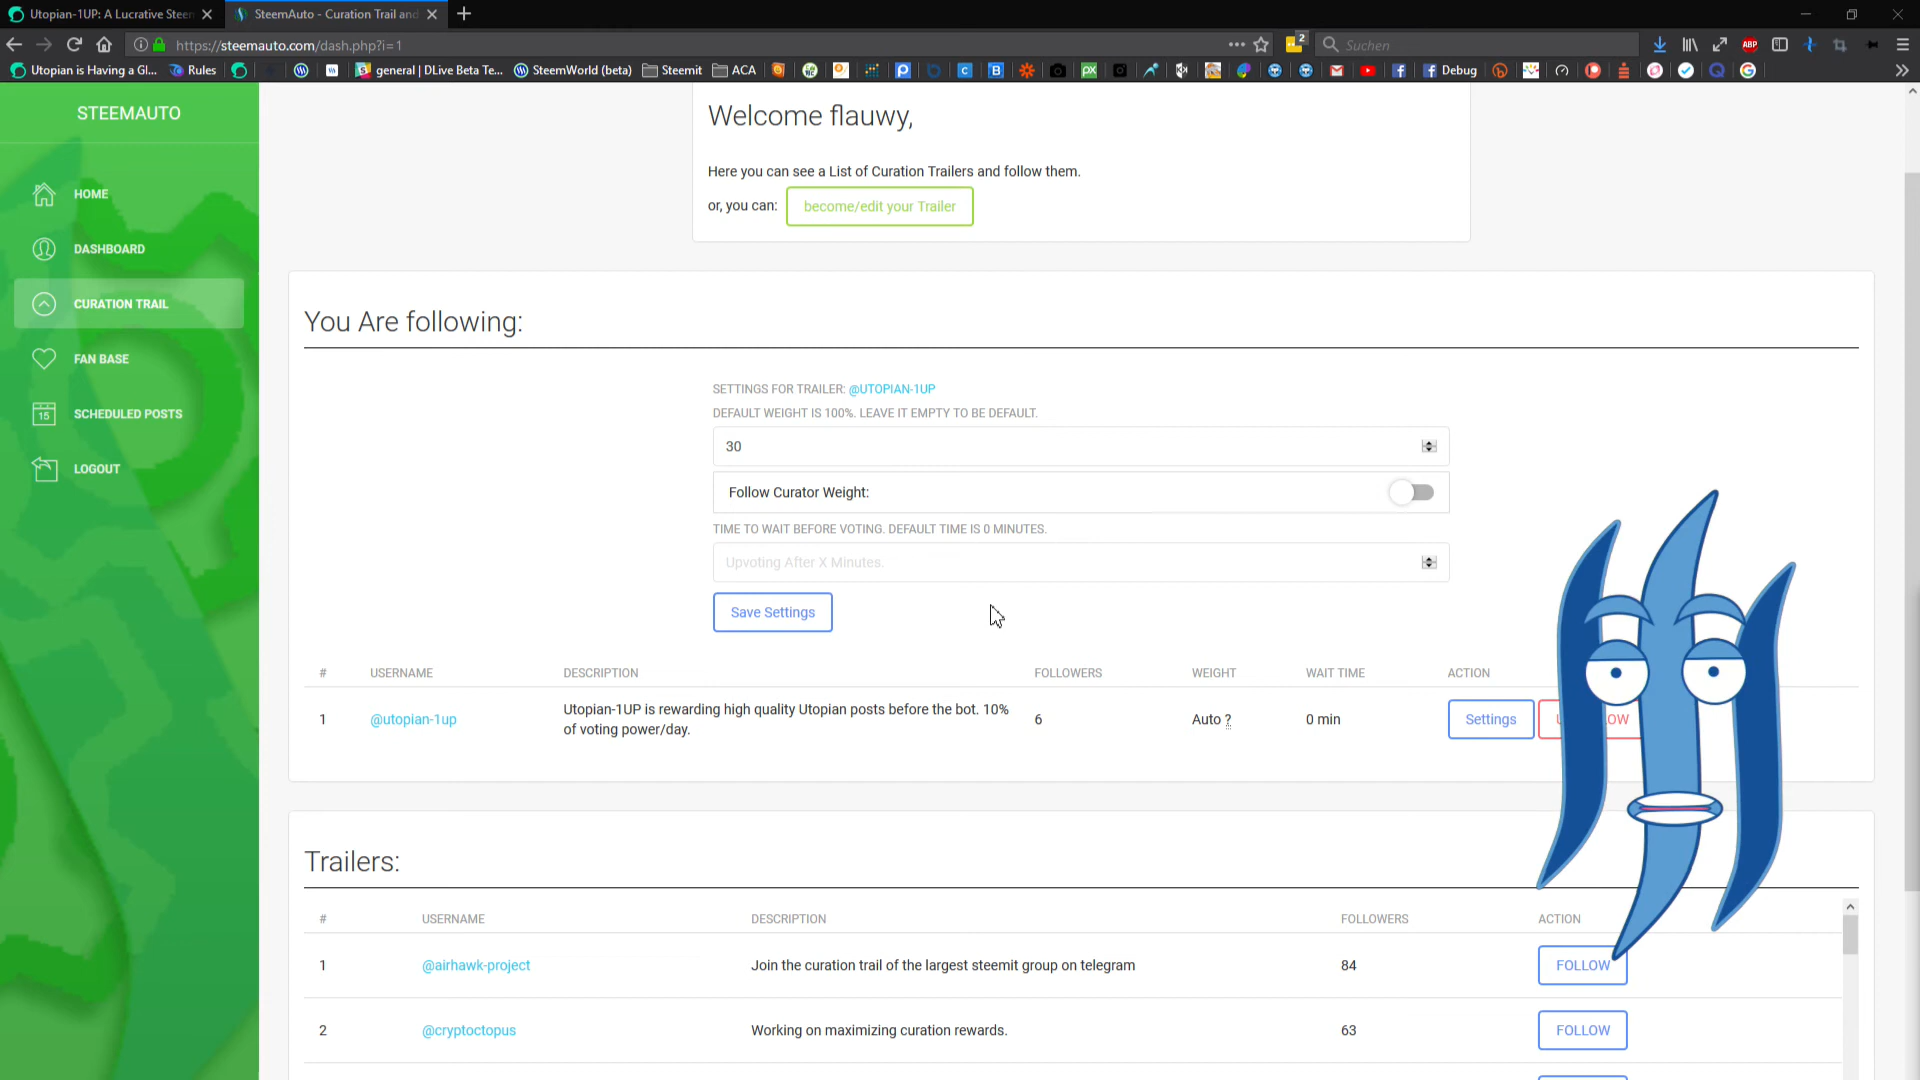 Utopian-1UP: A Lucrative Steen
SteemAuto - Curation Trail and
https://steemauto.com/dash.php?i=1
2
Suchen
ABP
Utopian is Having a Gl...
Rules
general | DLive Beta Te...
SteemWorld (beta)
Steemit
ACA
Debug
STEEMAUTO
HOME
DASHBOARD
CURATION TRAIL
FAN BASE
15
SCHEDULED POSTS
LOGOUT
Welcome flauwy,
Here you can see a List of Curation Trailers and follow them.
or, you can: become/edit your Trailer
You Are following:
SETTINGS FOR TRAILER: @UTOPIAN-1UP
DEFAULT WEIGHT IS 100%. LEAVE IT EMPTY TO BE DEFAULT.
30
Follow Curator Weight:
TIME TO WAIT BEFORE VOTING. DEFAULT TIME IS 0 MINUTES.
Upvoting After X Minutes.
Save Settings
# USERNAME DESCRIPTION FOLLOWERS WEIGHT WAIT TIME ACTION
1 @utopian-1up Utopian-1UP is rewarding high quality Utopian posts before the bot. 10% 6 Auto ? 0 min Settings
of voting power/day.
Trailers:
# USERNAME DESCRIPTION FOLLOWERS ACTION
1 @airhawk-project Join the curation trail of the largest steemit group on telegram 84 FOLLOW
2 @cryptoctopus Working on maximizing curation rewards. 63 FOLLOW